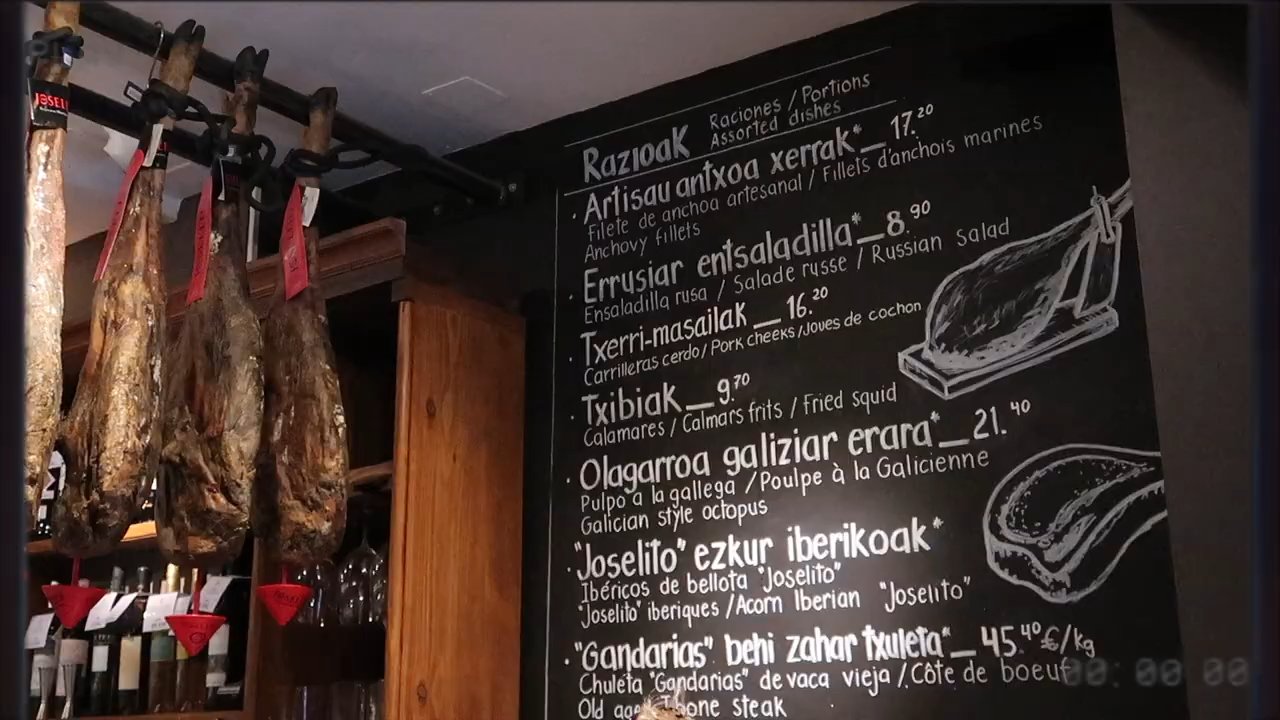 Razioak
Raciones / Portions
Assorted dishes
· Artisau antxoa xerrak* _ 17.20
Filete de anchoa artesanal / Fillets d'anchois marines
Anchovy fillets
· Errusiar entsaladilla* _ 8.90
Ensaladilla rusa / Salade russe / Russian Salad
· Txerri-masailak _ 16.20
Carrilleras cerdo / Pork cheeks / Joues de cochon
· Txibiak _ 9.70
Calamares / Calmars frits / Fried squid
· Olagarroa galiziar erara* _ 21.40
Pulpo a la gallega / Poulpe à la Galicienne
Galician style octopus
· "Joselito" ezkur iberikoak*
Ibéricos de bellota "Joselito"
"Joselito" iberiques / Acorn Iberian "Joselito"
· "Gandarias" behi zahar txuleta* _ 45.40 €/kg
Chuleta "Gandarias" de vaca vieja / Côte de boeuf
Old bone steak
00:00:00